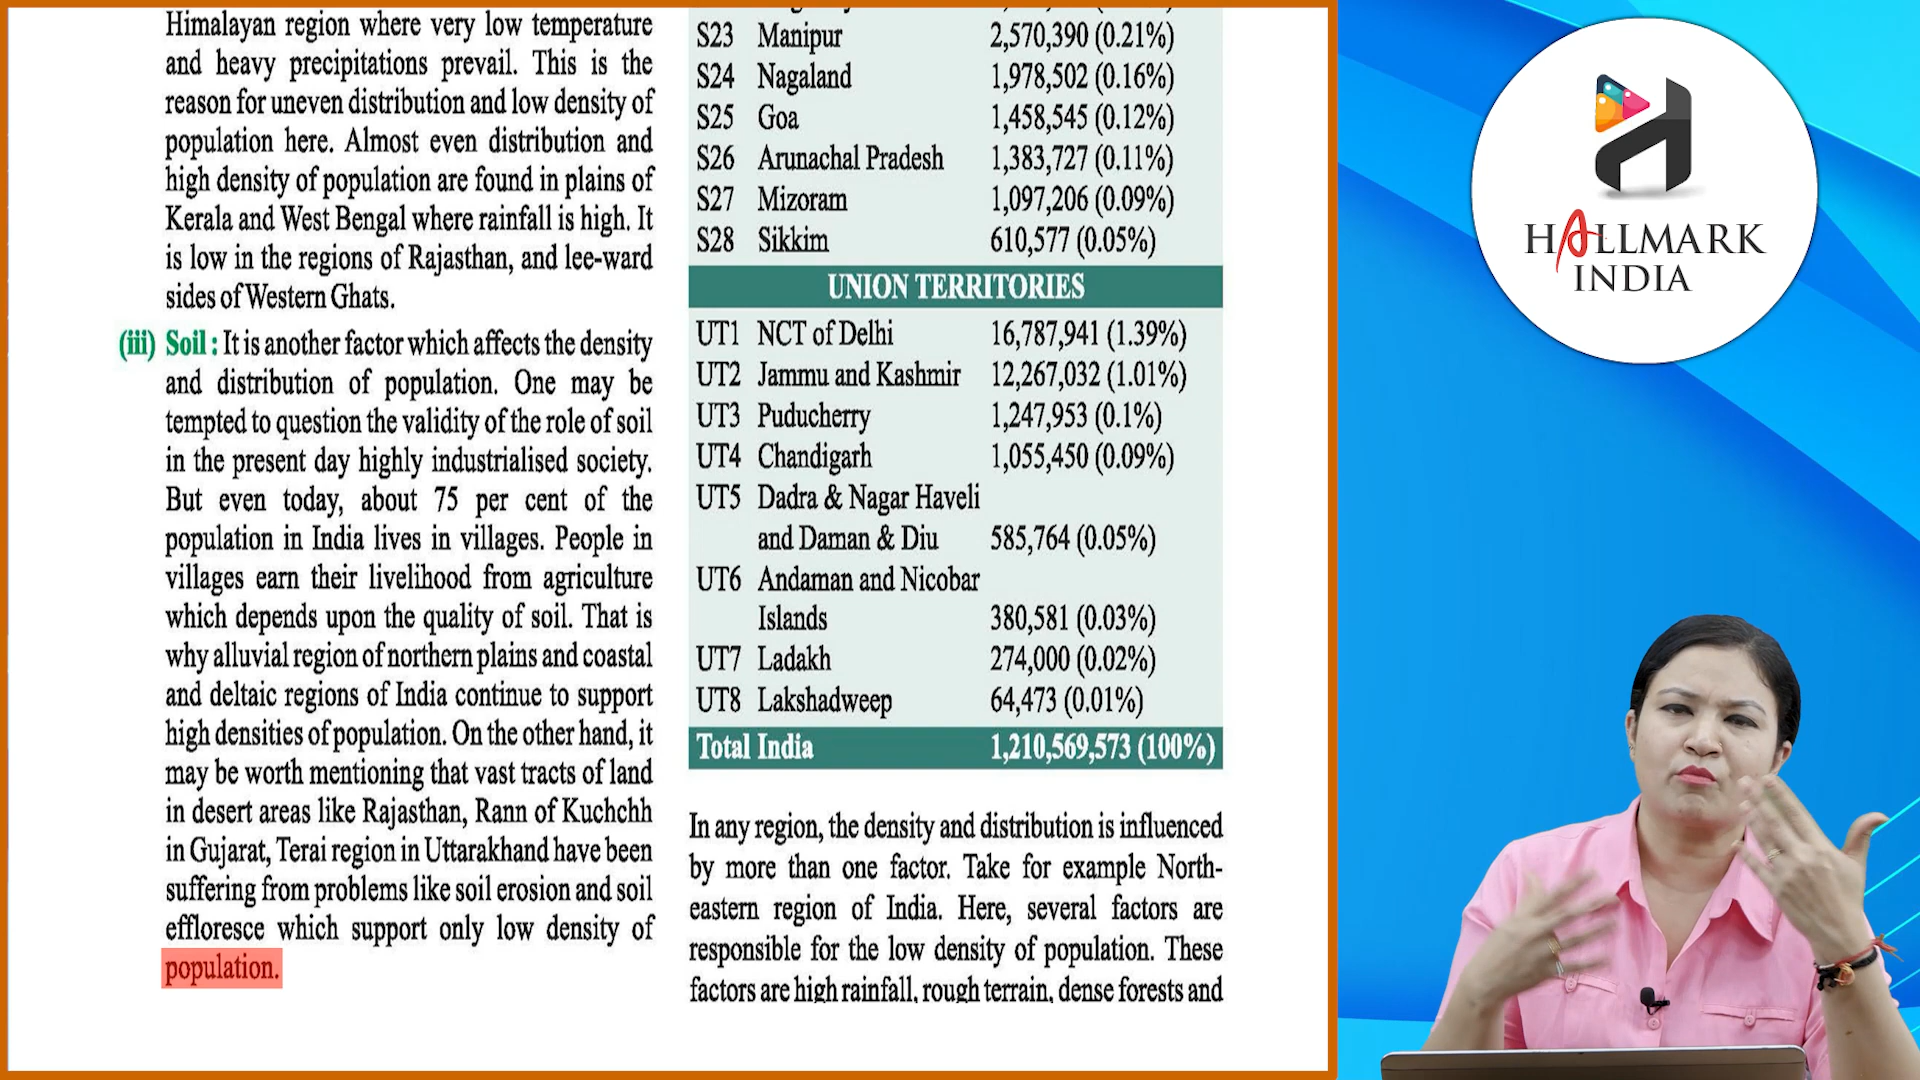 Himalayan region where very low temperature
and heavy precipitations prevail. This is the
reason for uneven distribution and low density of
population here. Almost even distribution and
high density of population are found in plains of
Kerala and West Bengal where rainfall is high. It
is low in the regions of Rajasthan, and lee-ward
sides of Western Ghats.
(iii) Soil : It is another factor which affects the density
and distribution of population. One may be
tempted to question the validity of the role of soil
in the present day highly industrialised society.
But even today, about 75 per cent of the
population in India lives in villages. People in
villages earn their livelihood from agriculture
which depends upon the quality of soil. That is
why alluvial region of northern plains and coastal
and deltaic regions of India continue to support
high densities of population. On the other hand, it
may be worth mentioning that vast tracts of land
in desert areas like Rajasthan, Rann of Kuchchh
in Gujarat, Terai region in Uttarakhand have been
suffering from problems like soil erosion and soil
effloresce which support only low density of
population.
S23 Manipur 2,570,390 (0.21%)
S24 Nagaland 1,978,502 (0.16%)
S25 Goa 1,458,545 (0.12%)
S26 Arunachal Pradesh 1,383,727 (0.11%)
S27 Mizoram 1,097,206 (0.09%)
S28 Sikkim 610,577 (0.05%)
UNION TERRITORIES
UT1 NCT of Delhi 16,787,941 (1.39%)
UT2 Jammu and Kashmir 12,267,032 (1.01%)
UT3 Puducherry 1,247,953 (0.1%)
UT4 Chandigarh 1,055,450 (0.09%)
UT5 Dadra & Nagar Haveli
and Daman & Diu 585,764 (0.05%)
UT6 Andaman and Nicobar
Islands 380,581 (0.03%)
UT7 Ladakh 274,000 (0.02%)
UT8 Lakshadweep 64,473 (0.01%)
Total India 1,210,569,573 (100%)
In any region, the density and distribution is influenced
by more than one factor. Take for example North-
eastern region of India. Here, several factors are
responsible for the low density of population. These
factors are high rainfall, rough terrain, dense forests and
HALLMARK
INDIA